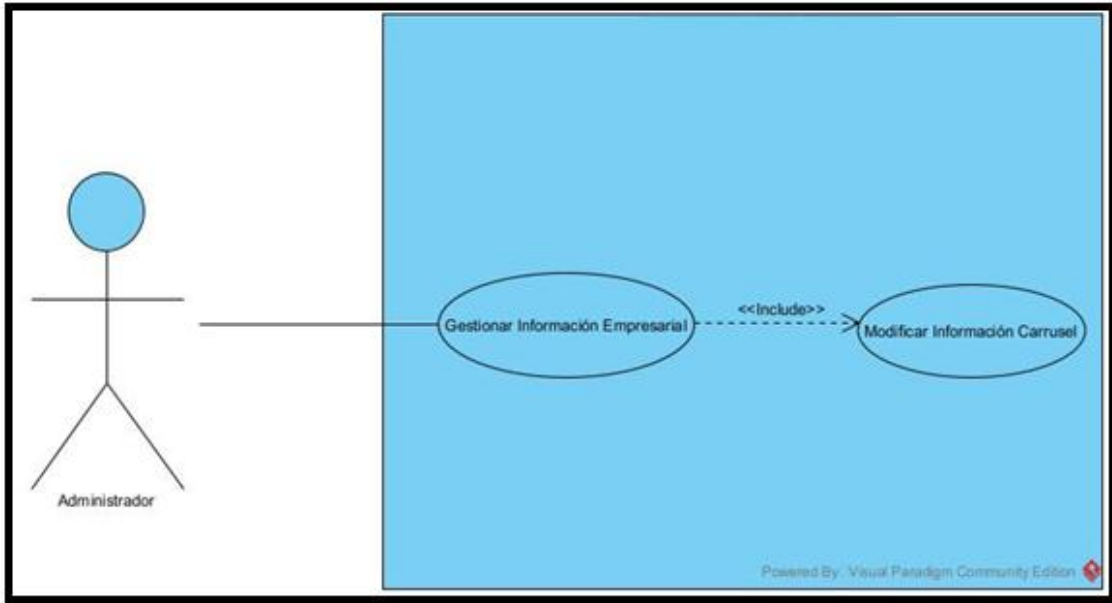 Gestionar Información Empresarial
<<Include>>
Modificar Información Carrusel
Administrador
Powered By: Visual Paradigm Community Edition